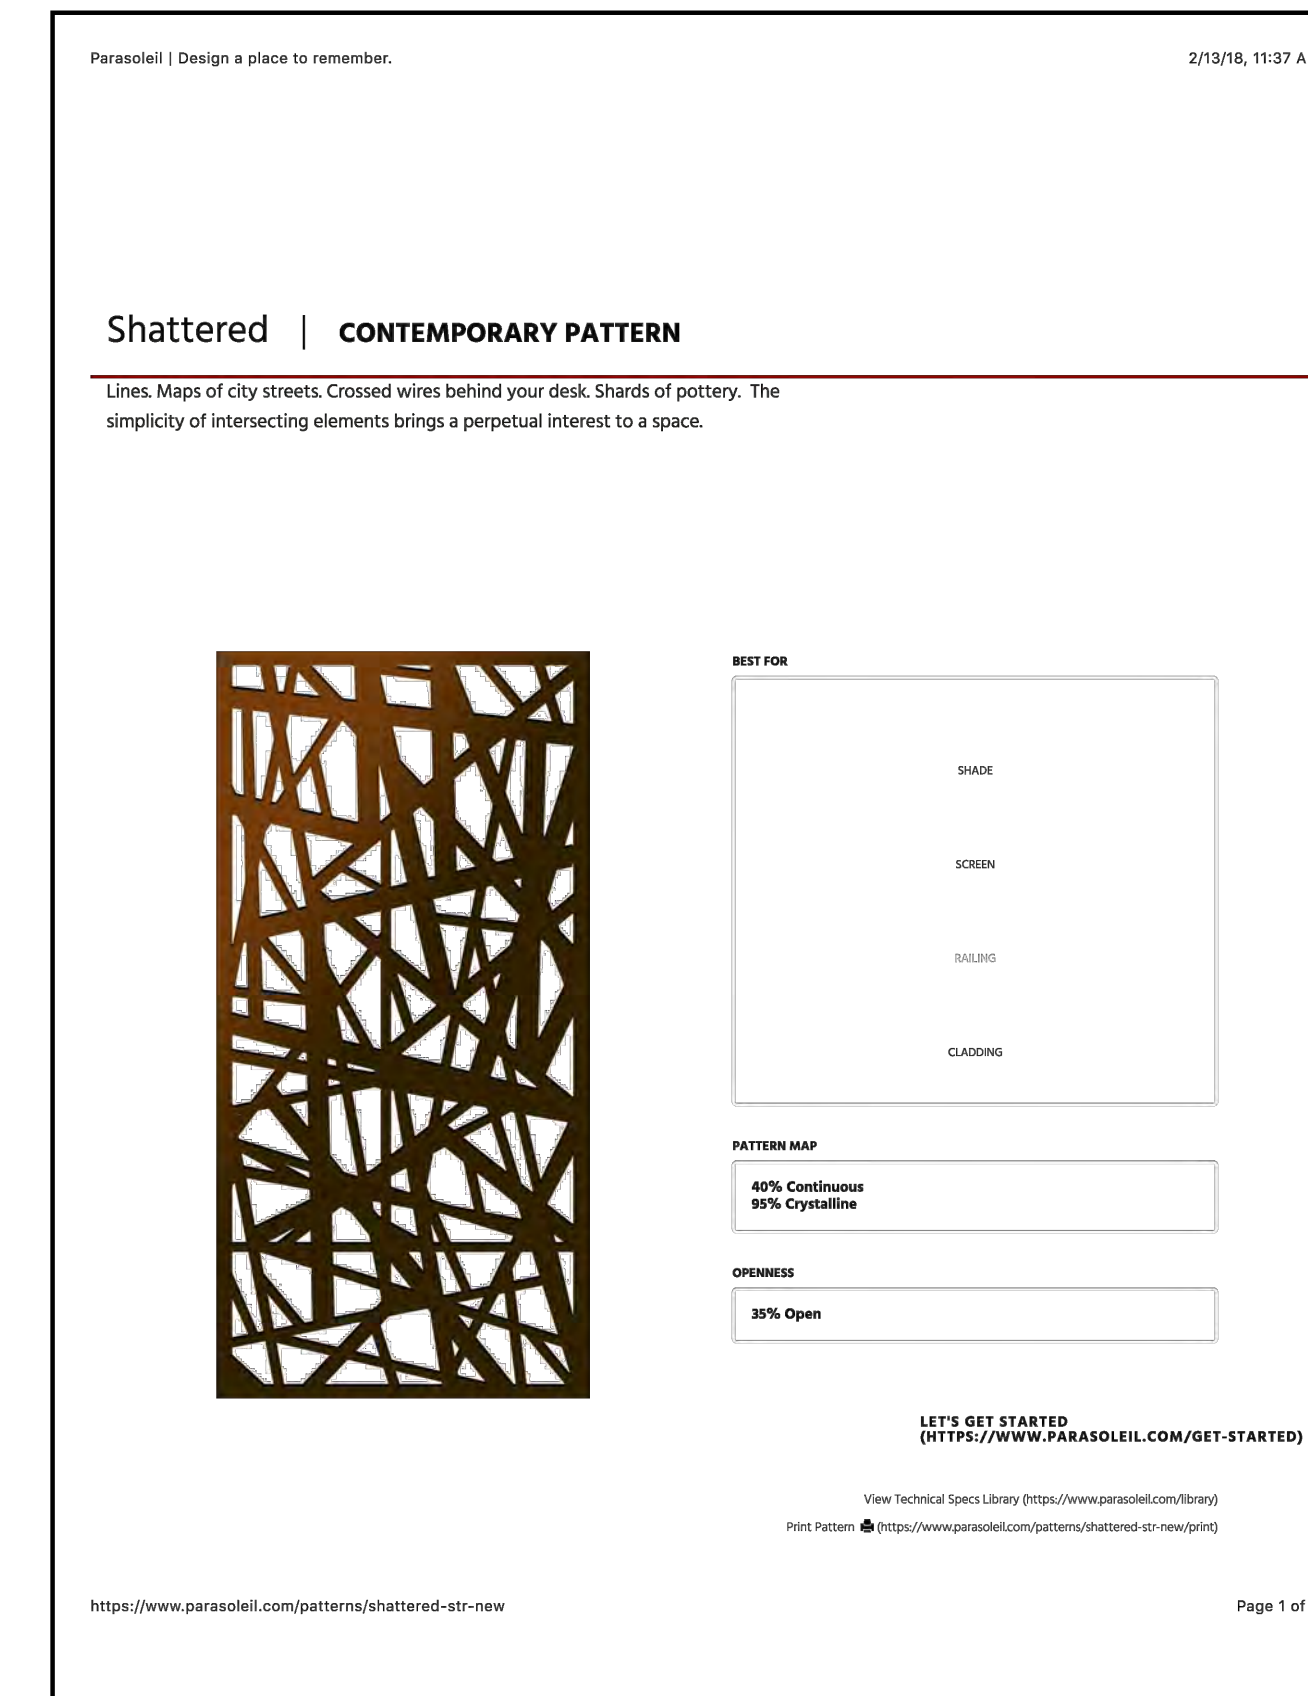 Parasoleil | Design a place to remember.
2/13/18, 11:37 A
Shattered | CONTEMPORARY PATTERN
Lines. Maps of city streets. Crossed wires behind your desk. Shards of pottery. The
simplicity of intersecting elements brings a perpetual interest to a space.
BEST FOR
SHADE
SCREEN
RAILING
CLADDING
PATTERN MAP
40% Continuous
95% Crystalline
OPENNESS
35% Open
LET'S GET STARTED
(HTTPS://WWW.PARASOLEIL.COM/GET-STARTED)
View Technical Specs Library (https://www.parasoleil.com/library)
Print Pattern (https://www.parasoleil.com/patterns/shattered-str-new/print)
https://www.parasoleil.com/patterns/shattered-str-new
Page 1 of